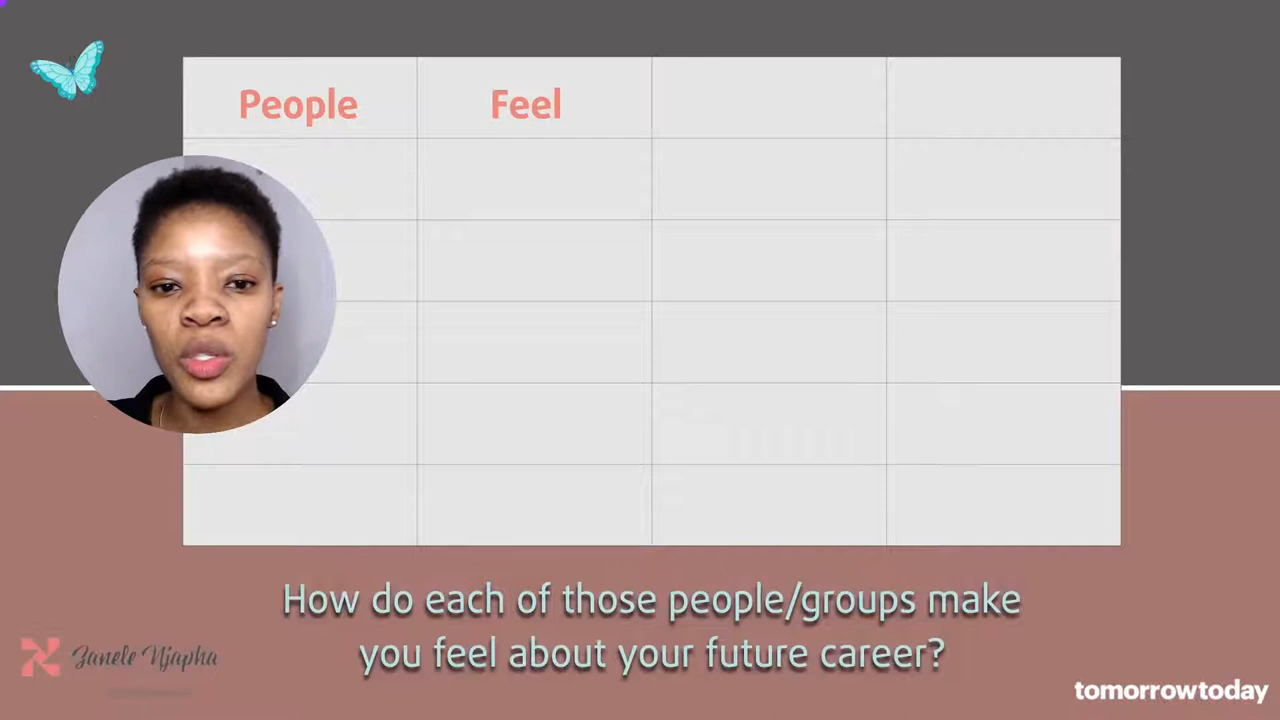 People Feel
How do each of those people/groups make
you feel about your future career?
Zanele Njapha
tomorrowtoday